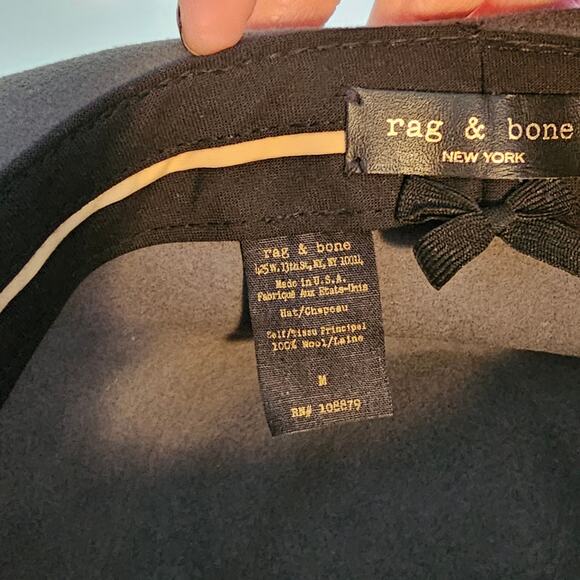 rag & bone
NEW YORK
rag & bone
425 W. 13th St, NY, NY 10014
Made in U.S.A.
Fabriqué Aux Etats-Unis
Hat/Chapeau
Self/Tissu Principal
100% Wool/Laine
M
RN# 108879